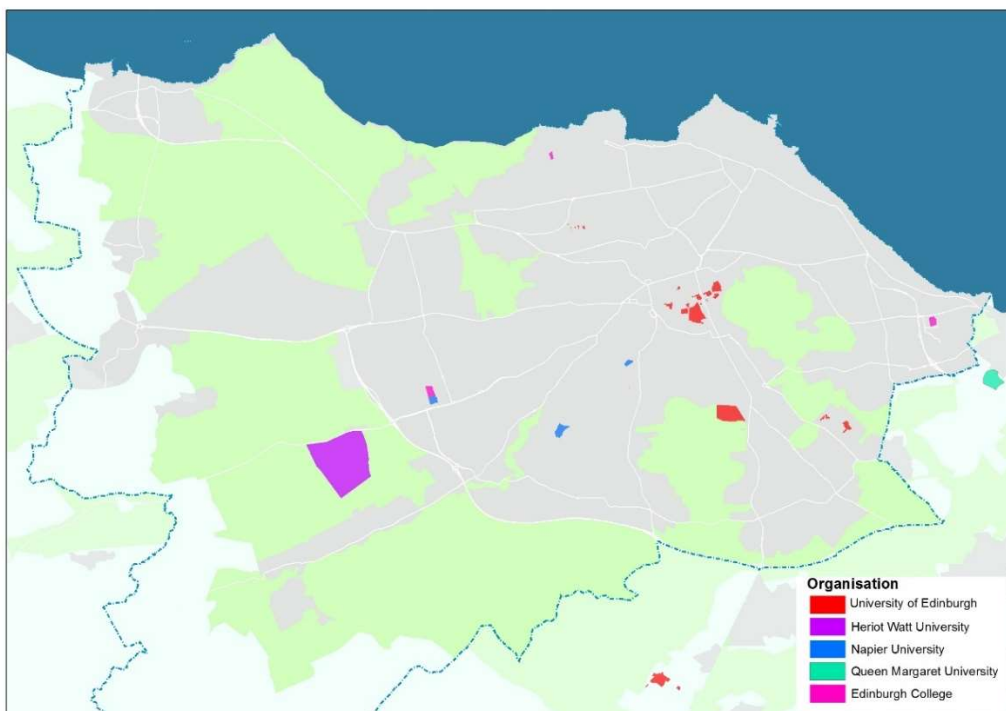 Organisation
University of Edinburgh
Heriot Watt University
Napier University
Queen Margaret University
Edinburgh College